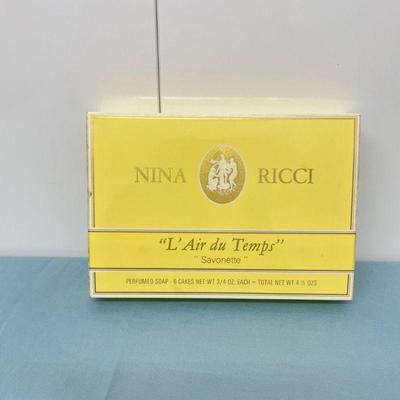 NINA RICCI
"L'Air du Temps"
"Savonette"
PERFUMED SOAP - 6 CAKES NET WT 3/4 OZ. EACH = TOTAL NET WT 4 ½ OZS